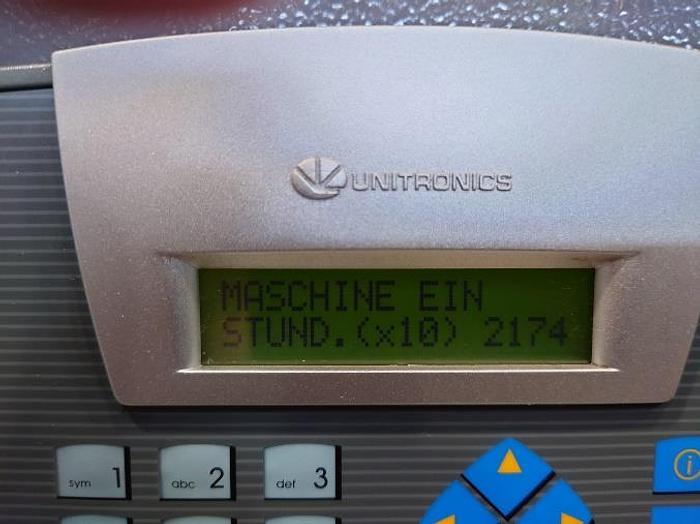 UNITRONICS
MASCHINE EIN
STUND.(x10) 2174
sym 1 abc 2 def 3
i